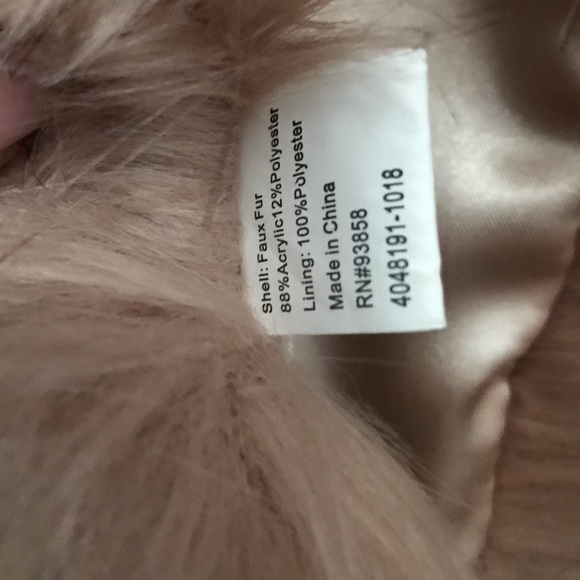 Shell: Faux Fur
88%Acrylic12%Polyester
Lining: 100%Polyester
Made in China
RN#93858
4048191-1018